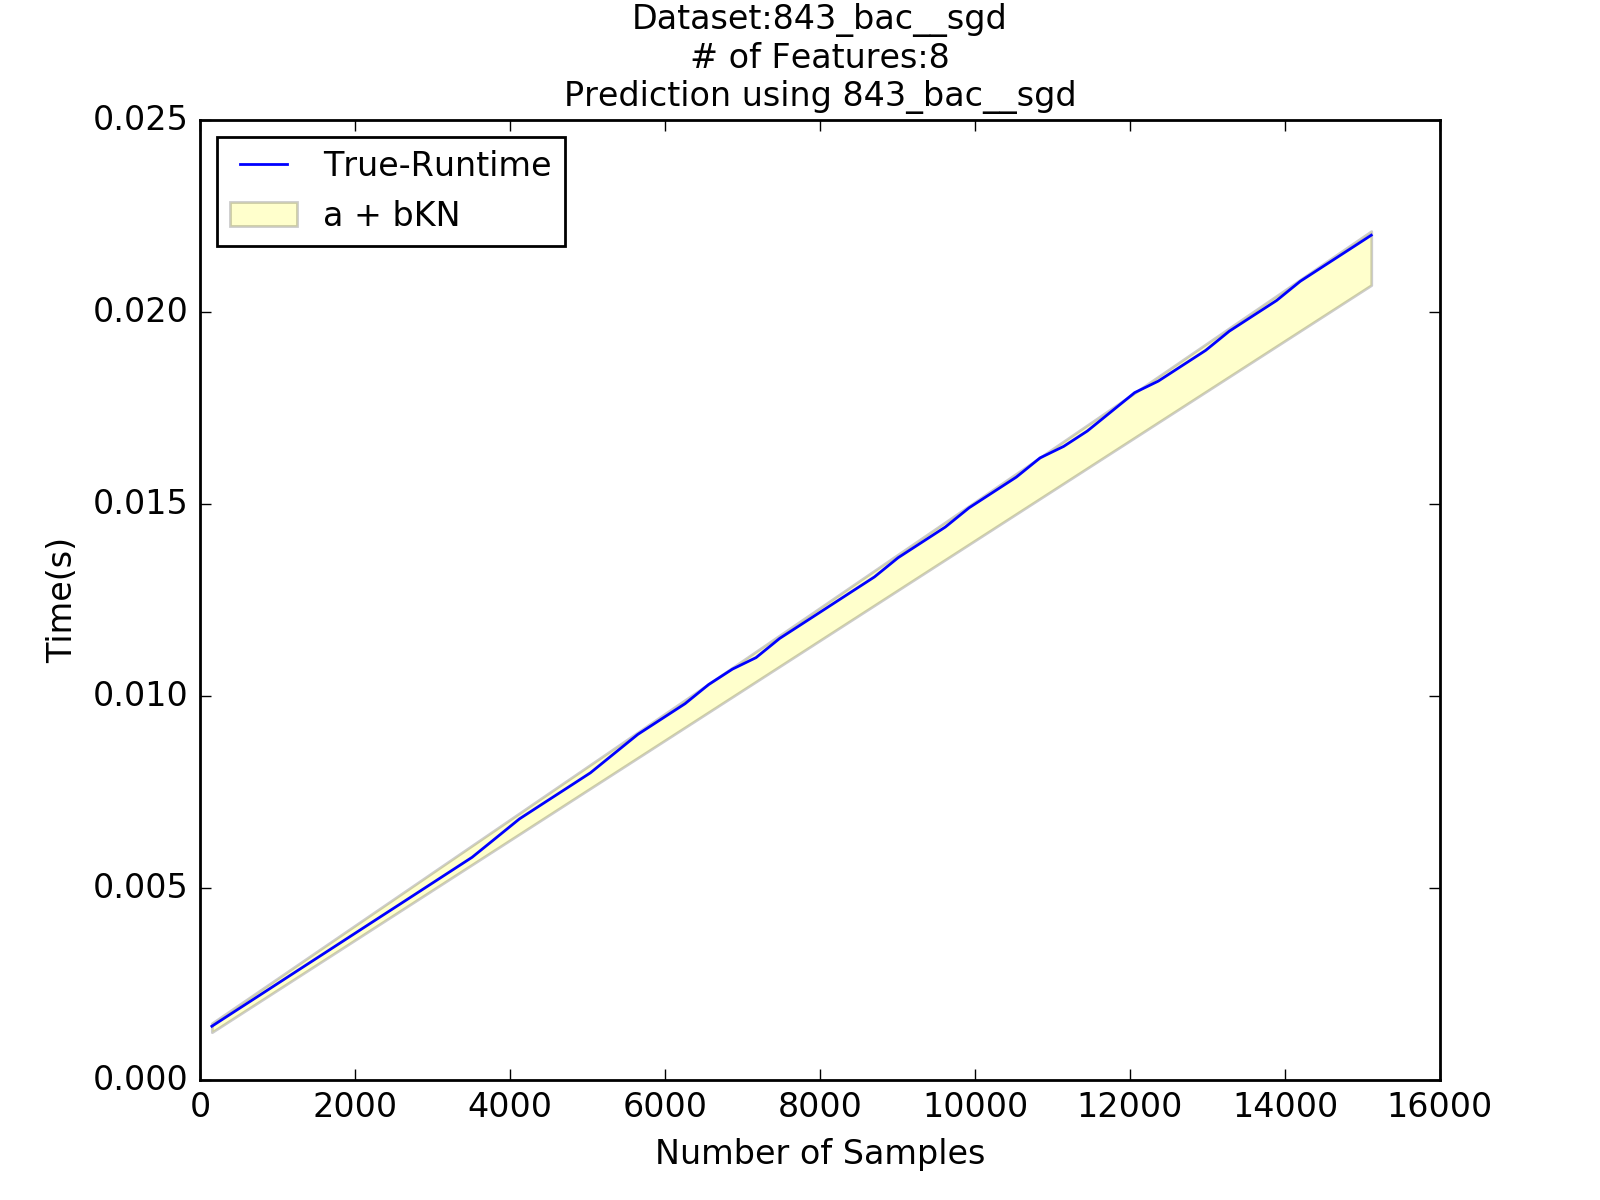 Dataset:843_bac__sgd
# of Features:8
Prediction using 843_bac__sgd
0.025
0.020
0.015
0.010
0.005
0.000
True-Runtime
a + bKN
Time(s)
0 2000 4000 6000 8000 10000 12000 14000 16000
Number of Samples